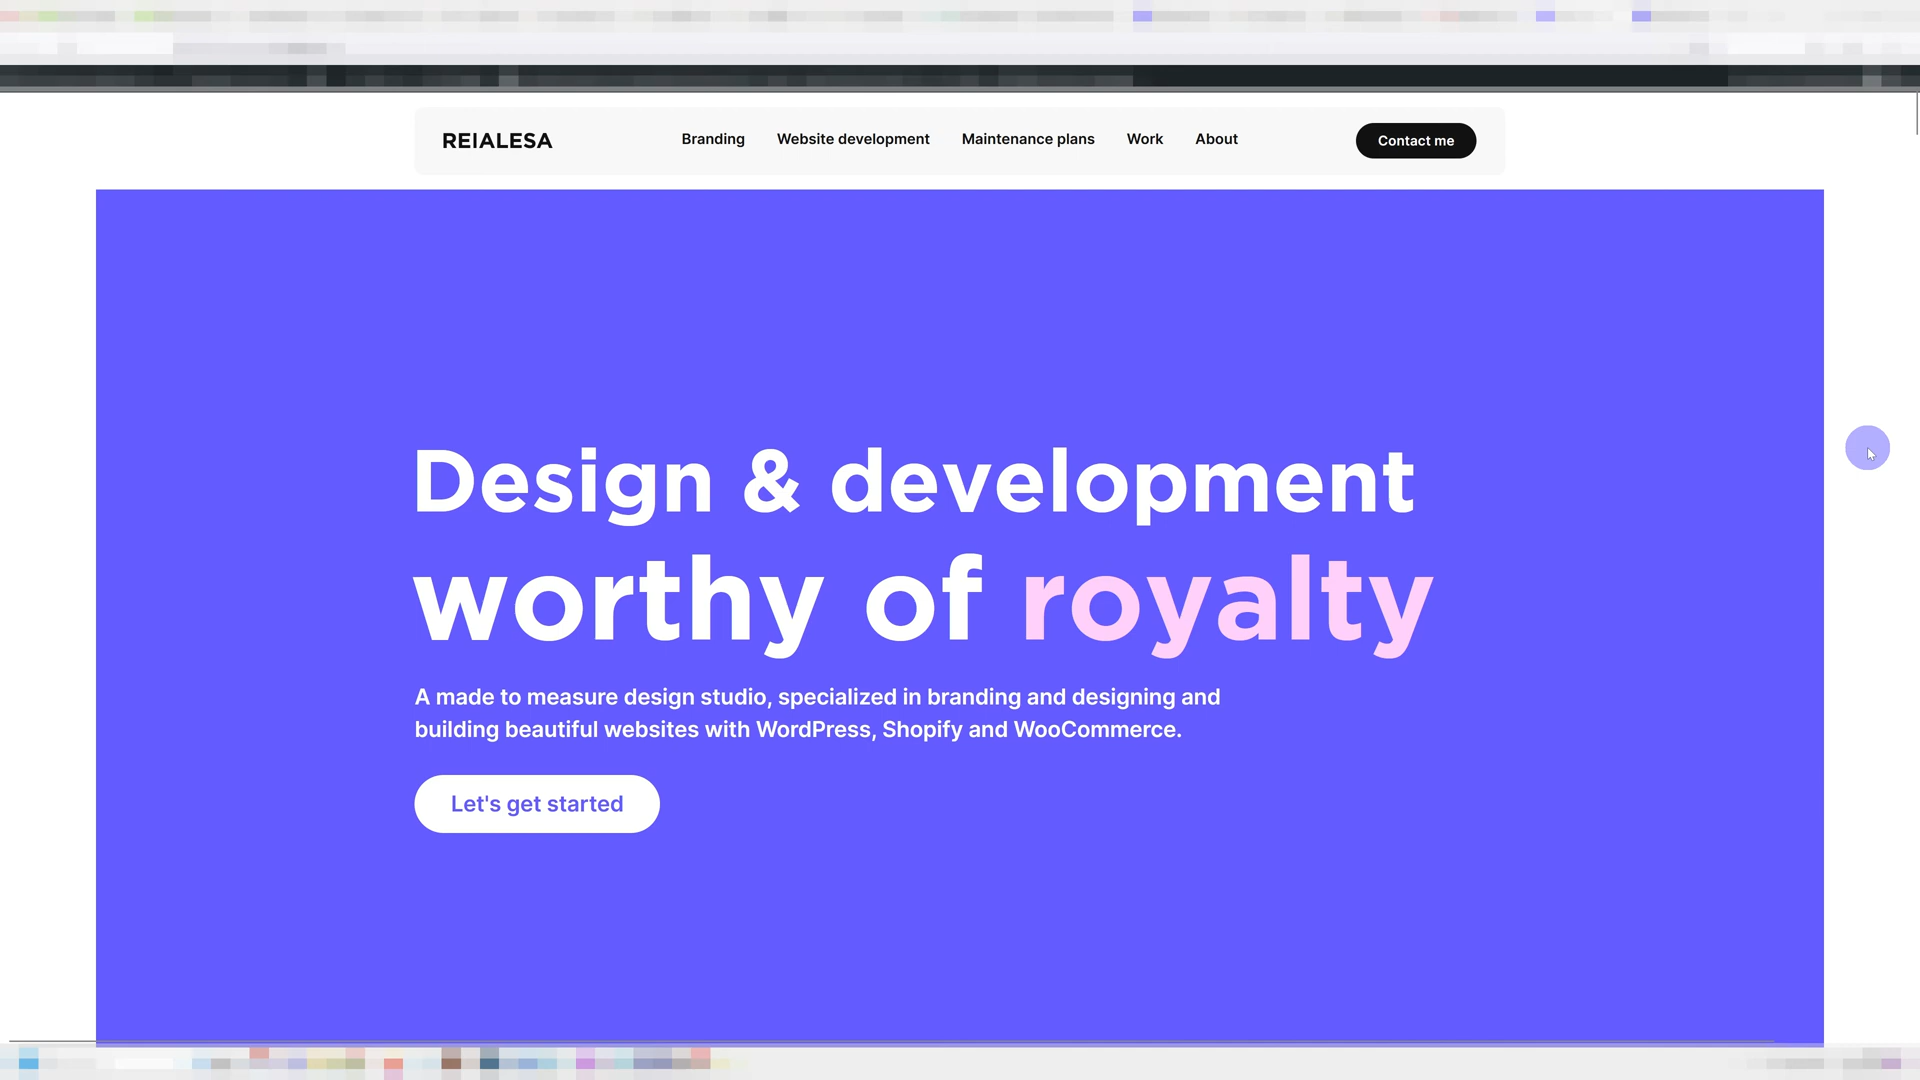 REIALESA
Branding
Website development
Maintenance plans
Work
About
Contact me
Design & development
worthy of royalty
A made to measure design studio, specialized in branding and designing and
building beautiful websites with WordPress, Shopify and WooCommerce.
Let's get started